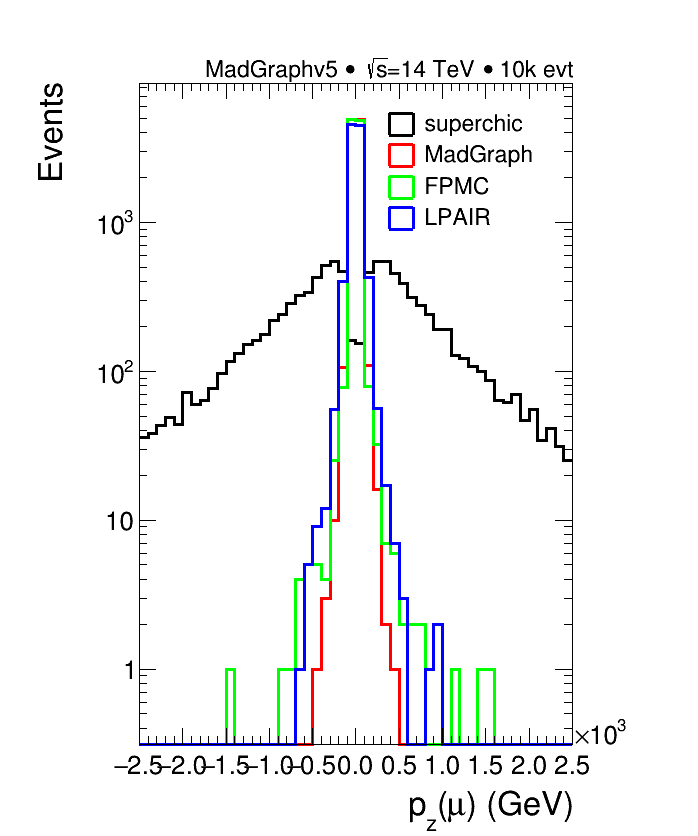 MadGraphv5 • √s=14 TeV • 10k evt
Events
superchic
MadGraph
FPMC
LPAIR
10³
10²
10
1
×10³
−2.5 −2.0 −1.5 −1.0 −0.5 0.0 0.5 1.0 1.5 2.0 2.5
p_z(μ) (GeV)